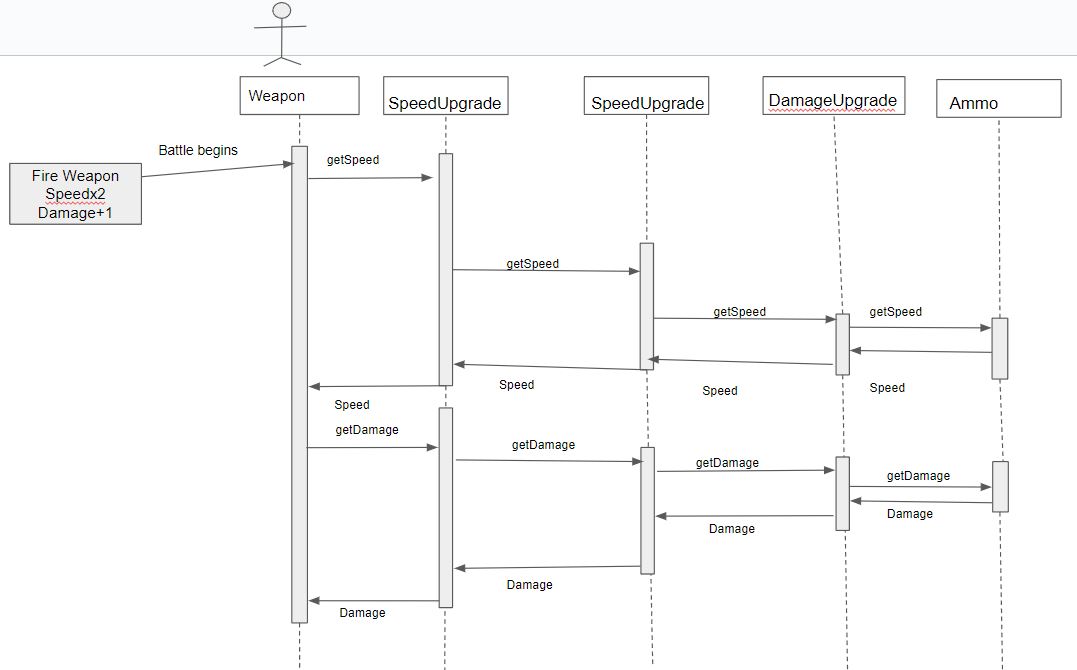 Weapon
SpeedUpgrade
SpeedUpgrade
DamageUpgrade
Ammo
Battle begins
getSpeed
Fire Weapon
Speedx2
Damage+1
getSpeed
getSpeed
getSpeed
Speed
Speed
Speed
Speed
getDamage
getDamage
getDamage
getDamage
Damage
Damage
Damage
Damage